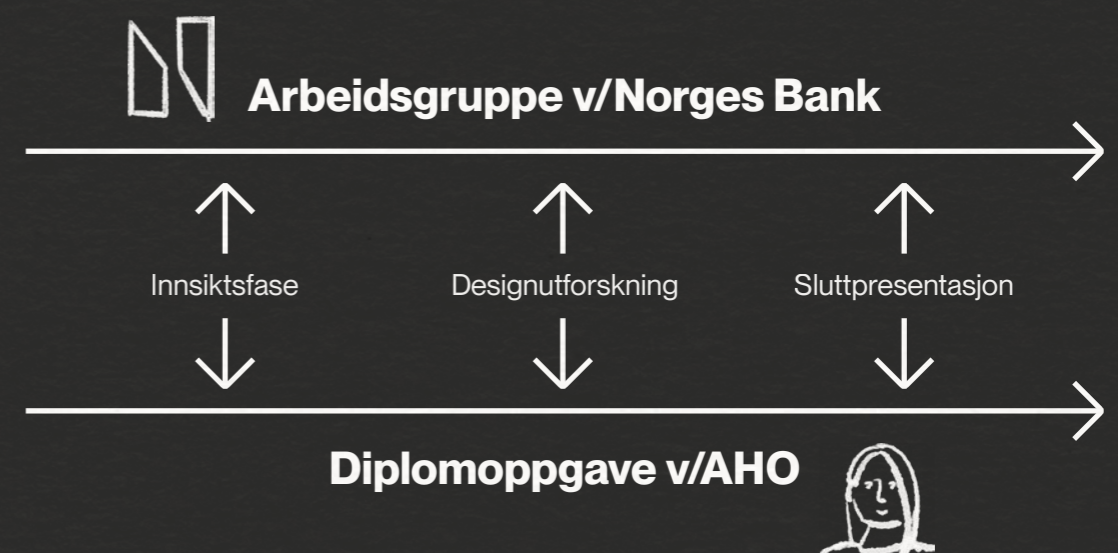 Arbeidsgruppe v/Norges Bank
Innsiktsfase
Designutforskning
Sluttpresentasjon
Diplomoppgave v/AHO